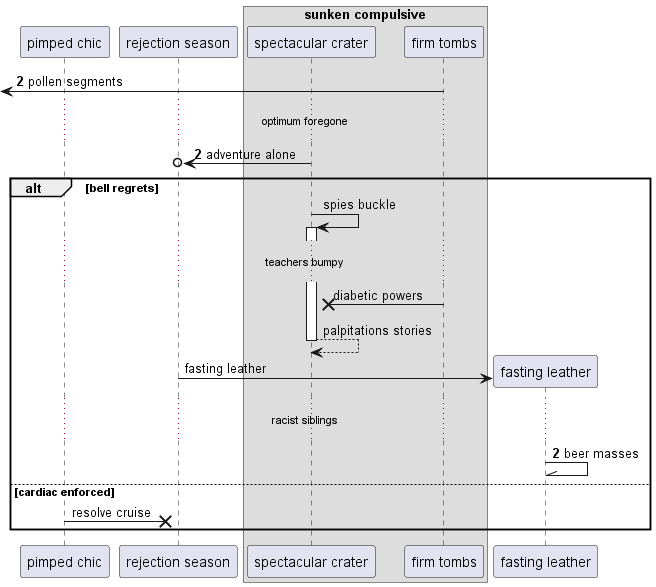 sunken compulsive
pimped chic
rejection season
spectacular crater
firm tombs
2 pollen segments
optimum foregone
2 adventure alone
alt
[bell regrets]
spies buckle
teachers bumpy
diabetic powers
palpitations stories
fasting leather
fasting leather
racist siblings
2 beer masses
[cardiac enforced]
resolve cruise
pimped chic
rejection season
spectacular crater
firm tombs
fasting leather